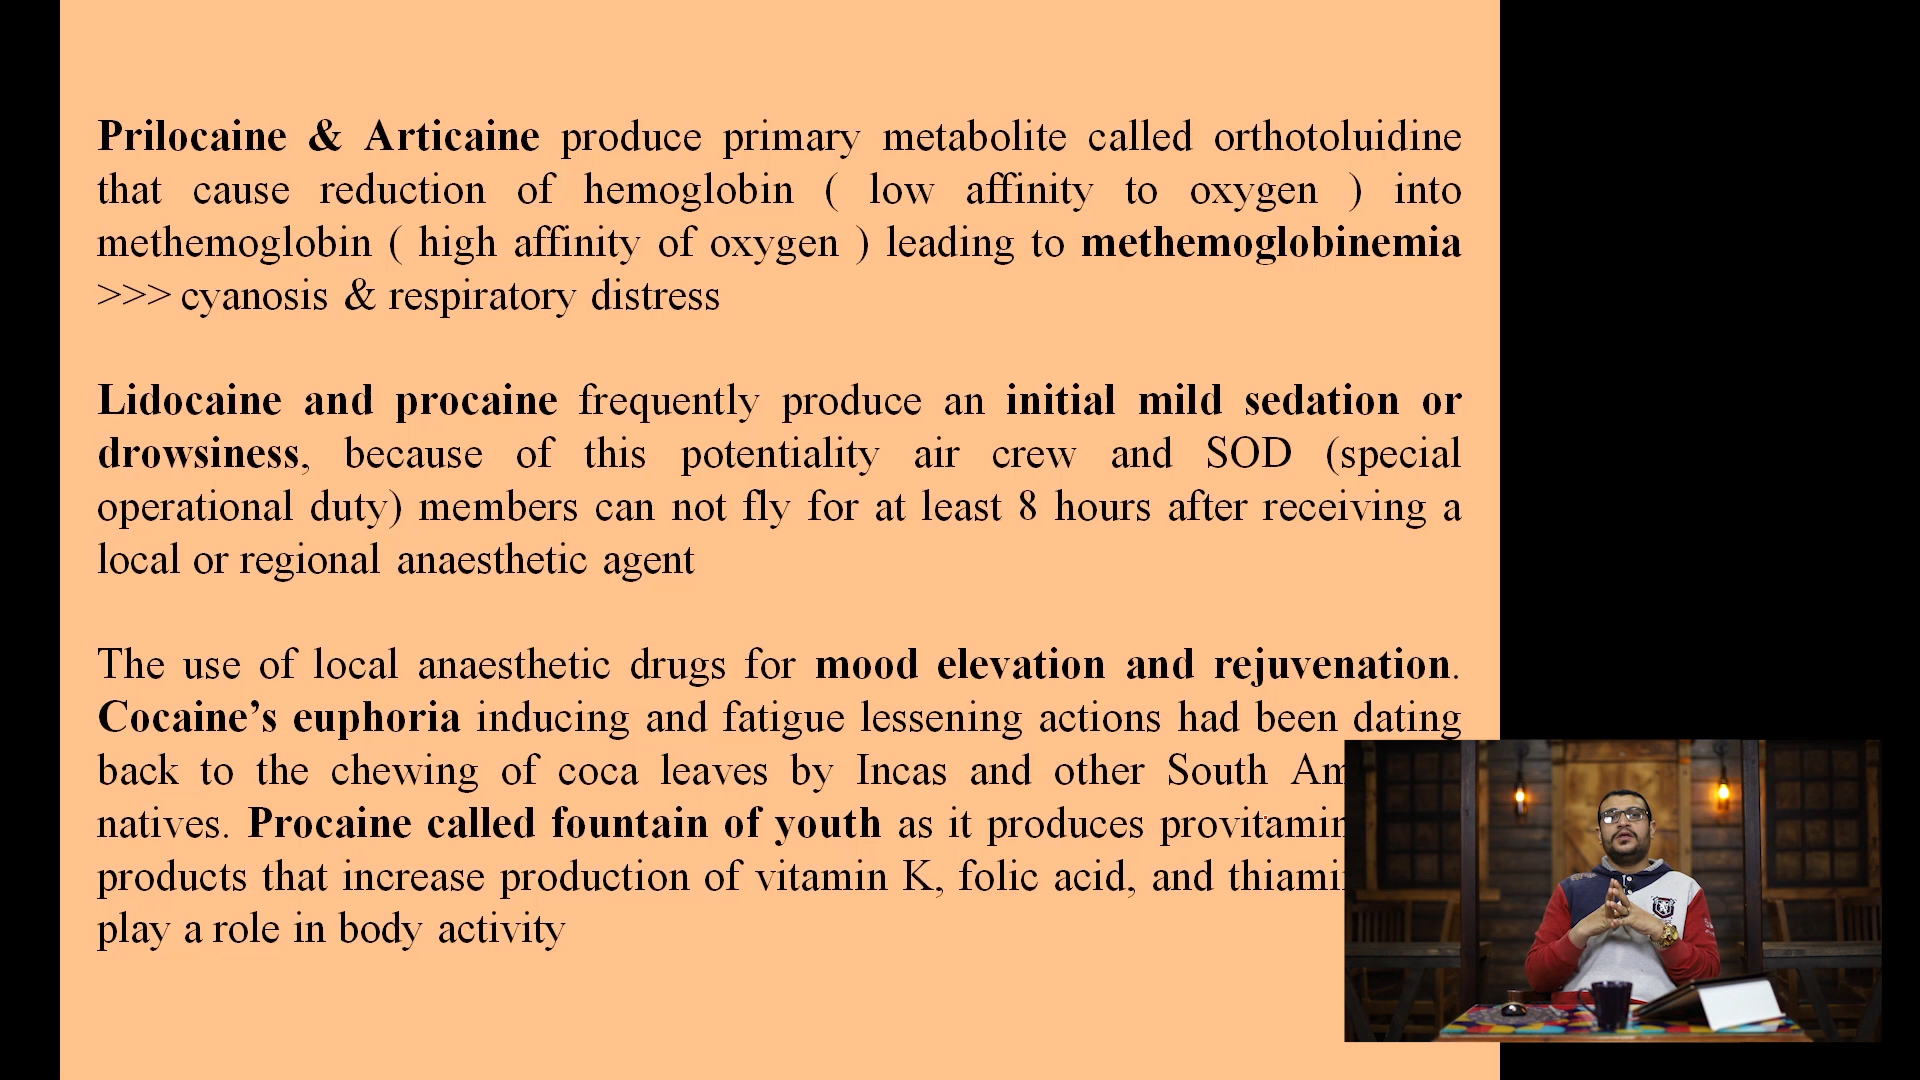 Prilocaine & Articaine produce primary metabolite called orthotoluidine
that cause reduction of hemoglobin ( low affinity to oxygen ) into
methemoglobin ( high affinity of oxygen ) leading to methemoglobinemia
>>> cyanosis & respiratory distress
Lidocaine and procaine frequently produce an initial mild sedation or
drowsiness, because of this potentiality air crew and SOD (special
operational duty) members can not fly for at least 8 hours after receiving a
local or regional anaesthetic agent
The use of local anaesthetic drugs for mood elevation and rejuvenation.
Cocaine’s euphoria inducing and fatigue lessening actions had been dating
back to the chewing of coca leaves by Incas and other South
natives. Procaine called fountain of youth as it produces provitamin
products that increase production of vitamin K, folic acid, and
play a role in body activity